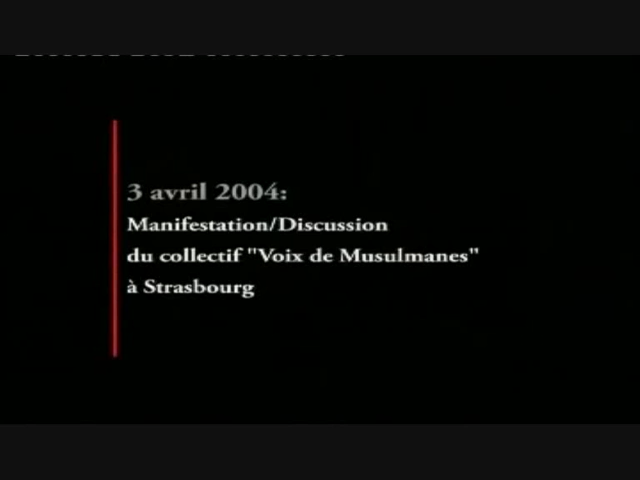 3 avril 2004:
Manifestation/Discussion
du collectif "Voix de Musulmanes"
à Strasbourg